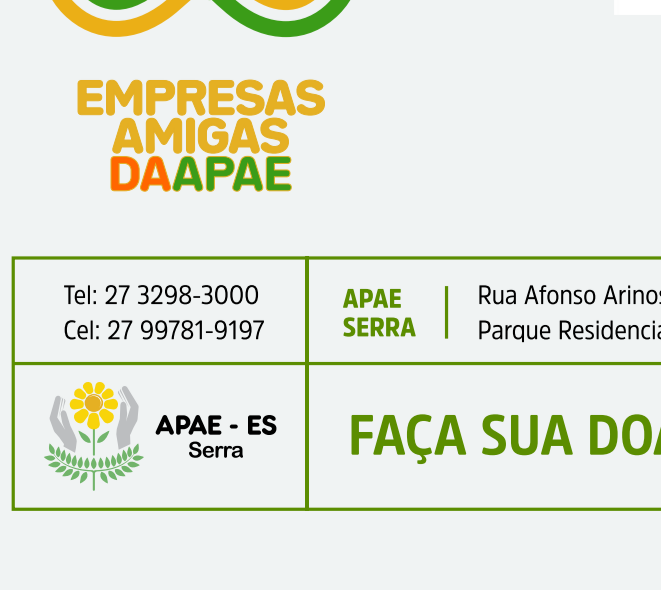 EMPRESAS
AMIGAS
DAAPAE
Tel: 27 3298-3000
Cel: 27 99781-9197
APAE
SERRA
Rua Afonso Arinos
Parque Residencia
APAE - ES
Serra
FAÇA SUA DOA